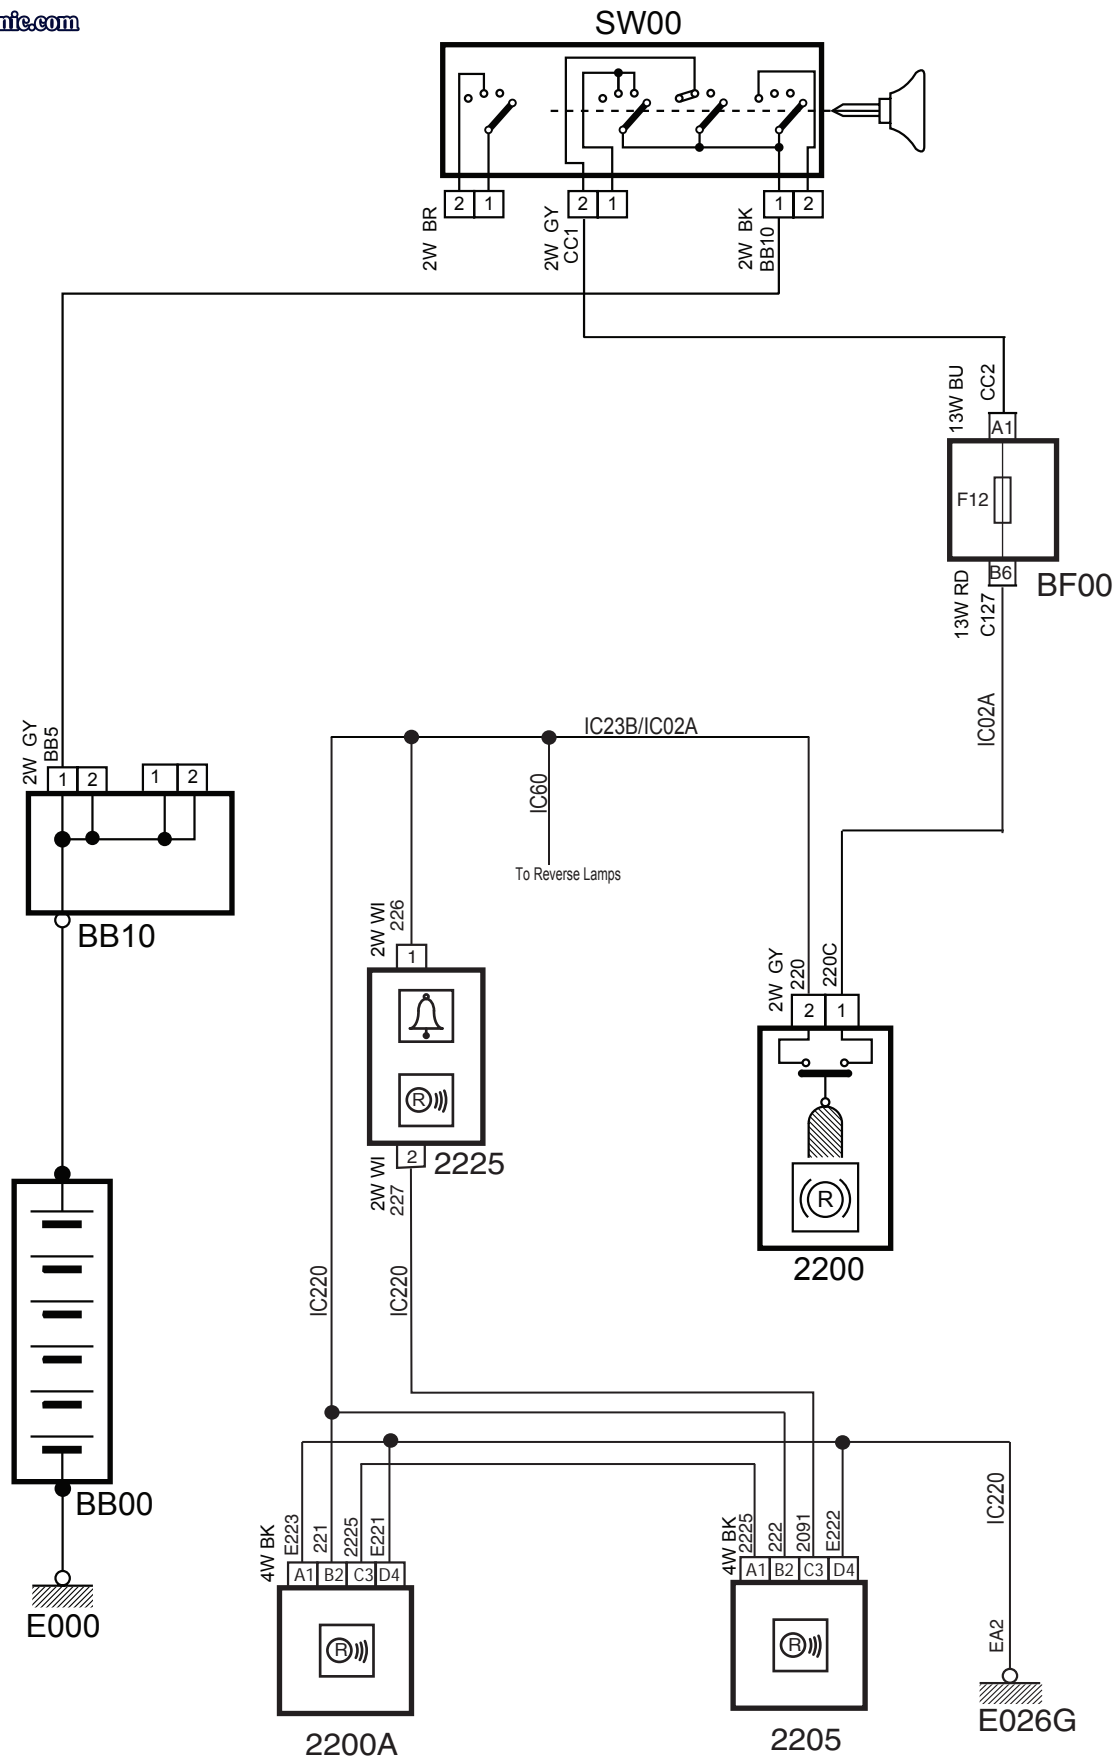 nic.com
SW00
2 1
2 1
1 2
2W BR
2W GY
CC1
2W BK
BB10
13W BU
CC2
A1
F12
B6
BF00
13W RD
C127
IC02A
IC23B/IC02A
IC60
To Reverse Lamps
2W GY
BB5
1 2
1 2
BB10
2W WI
226
1
R
2
2225
2W WI
227
2W GY
220
220C
2 1
R
2200
IC220
IC220
BB00
E000
4W BK
E223
221
2225
E221
A1 B2 C3 D4
R
2200A
4W BK
2225
222
2091
E222
A1 B2 C3 D4
R
2205
IC220
EA2
E026G